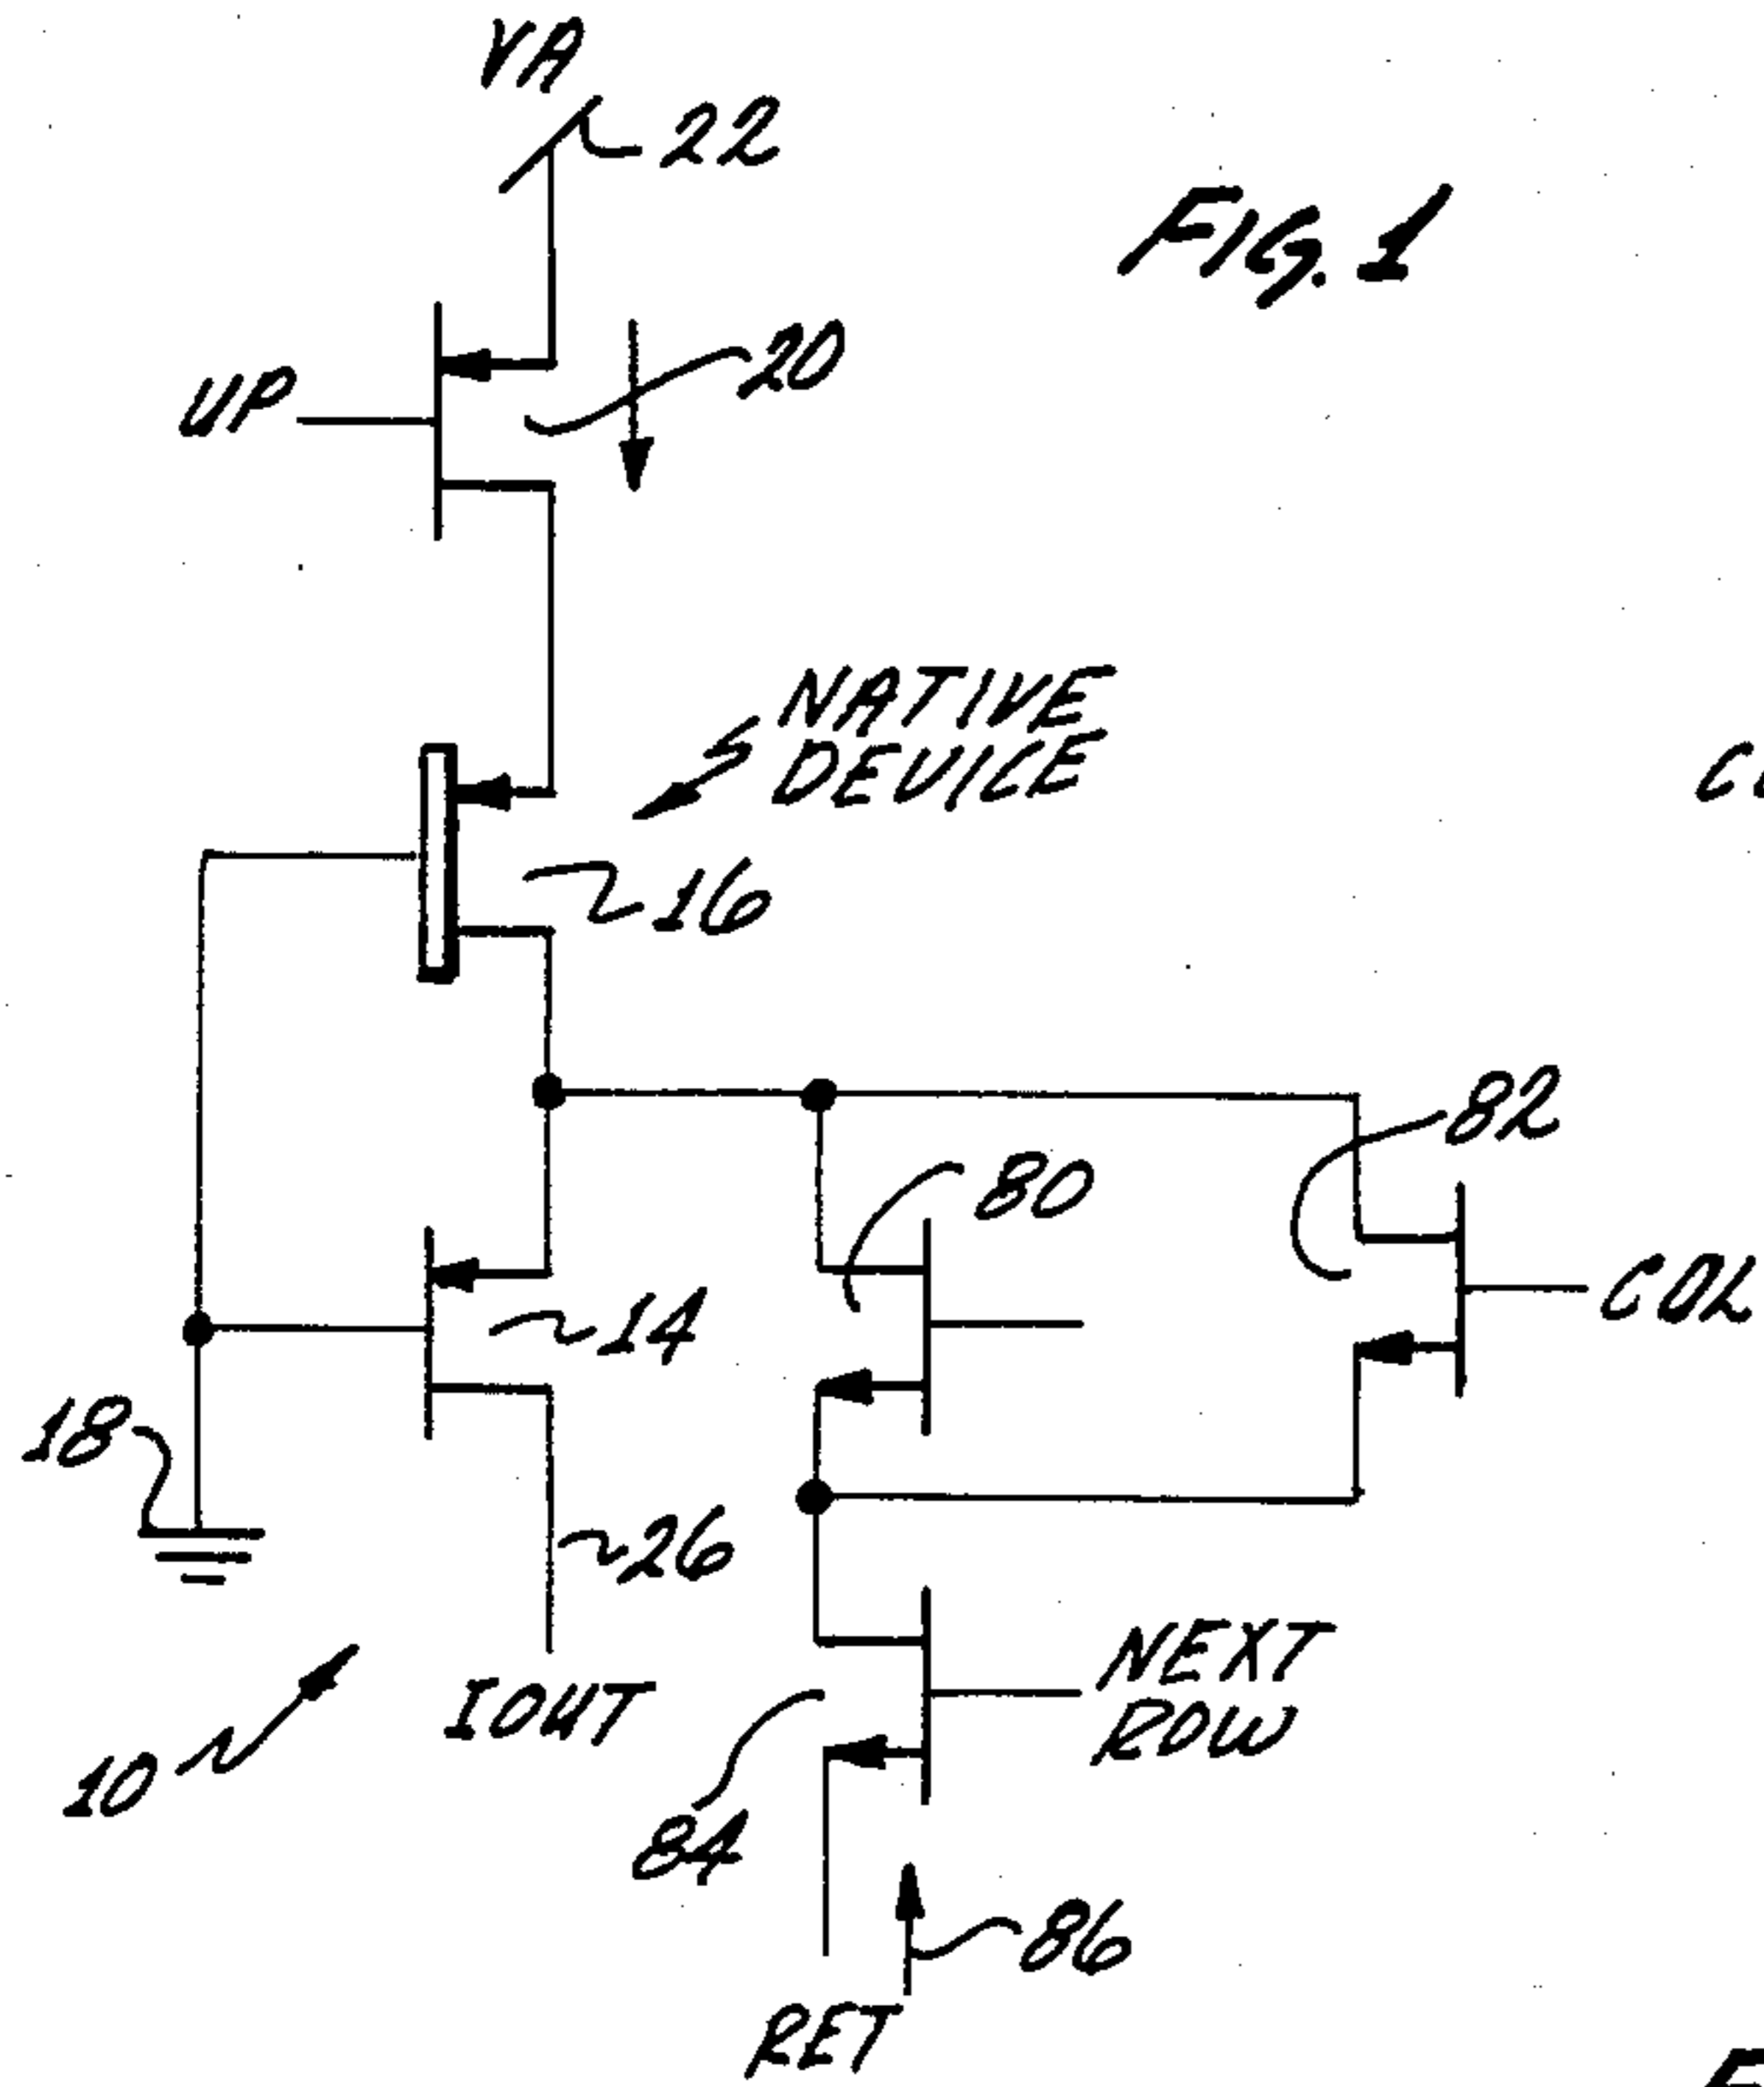 VA
22
FIG. 1
20
UP
NATIVE
DEVICE
16
82
80
COL
14
18
26
NEXT
ROW
IOUT
10
84
86
RET